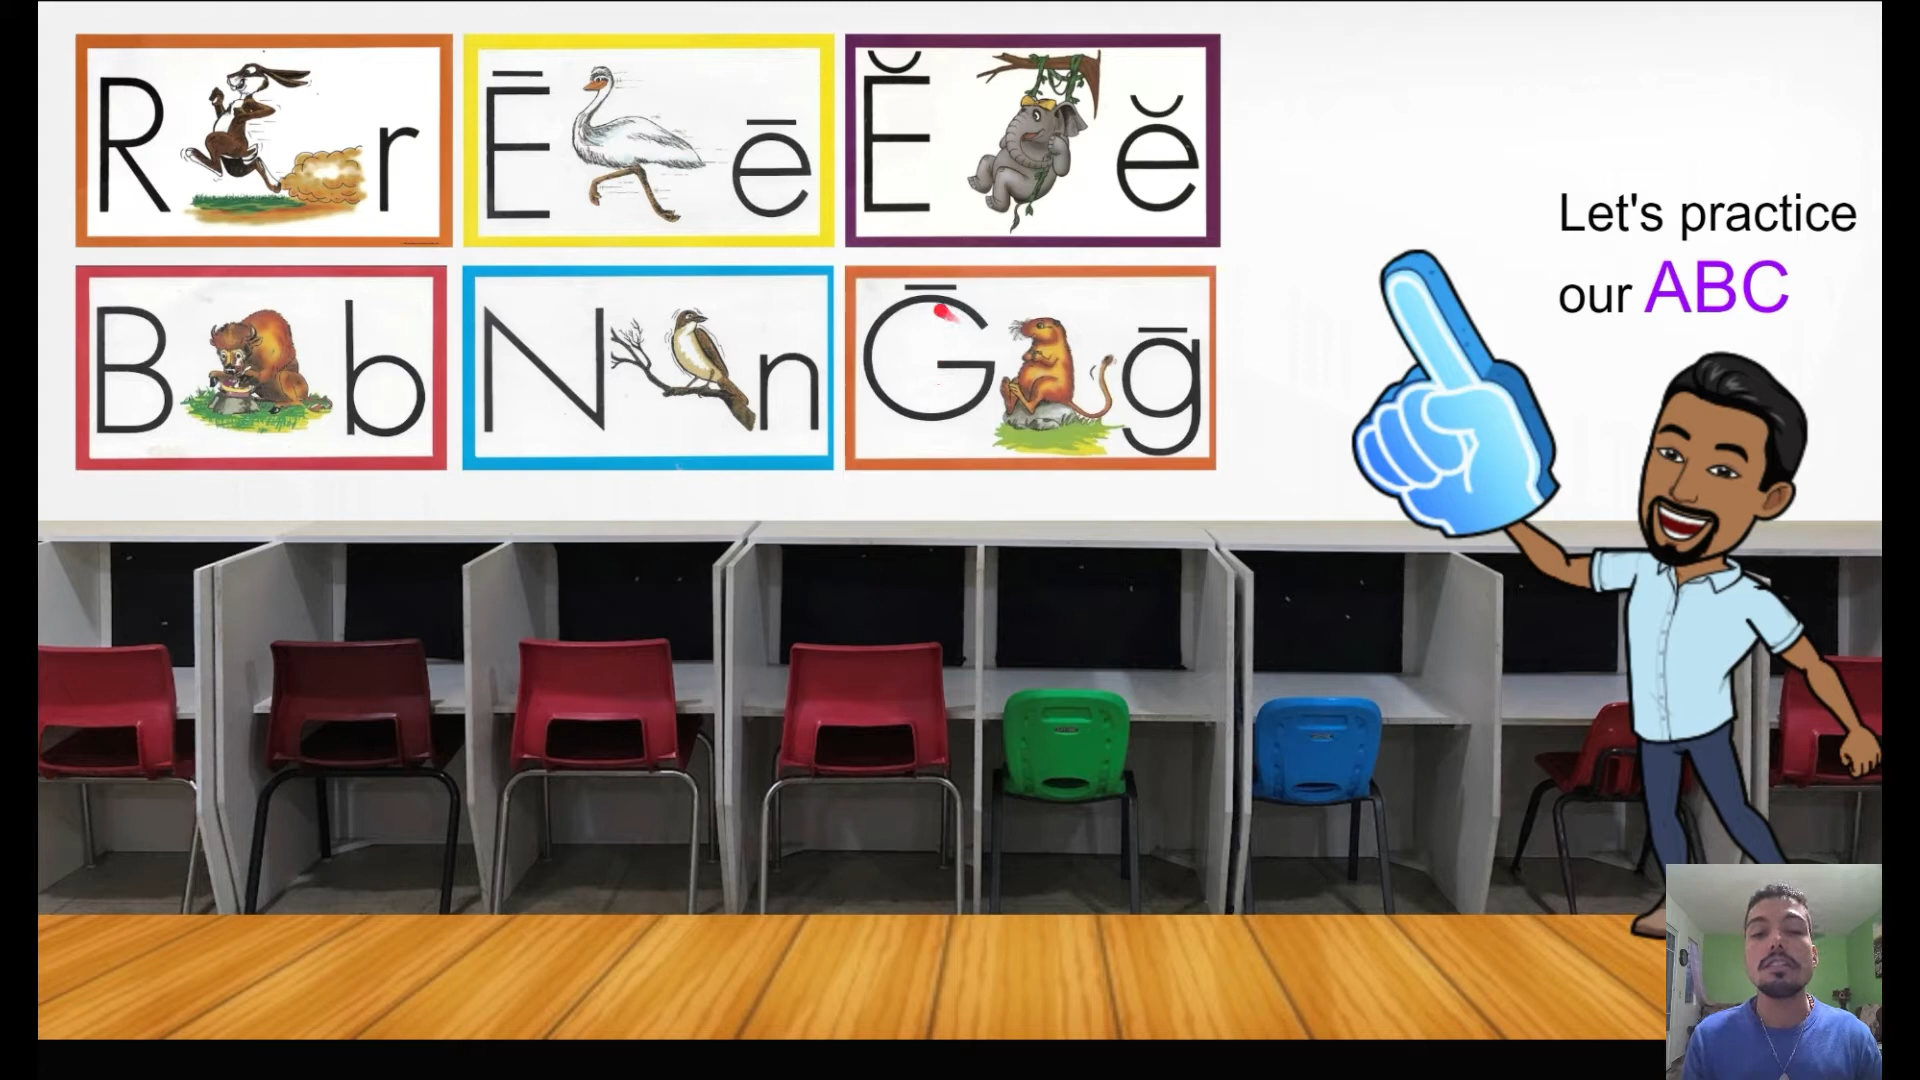 R r
Ē ē
Ĕ ĕ
B b
N n
Ḡ ḡ
Let's practice
our ABC